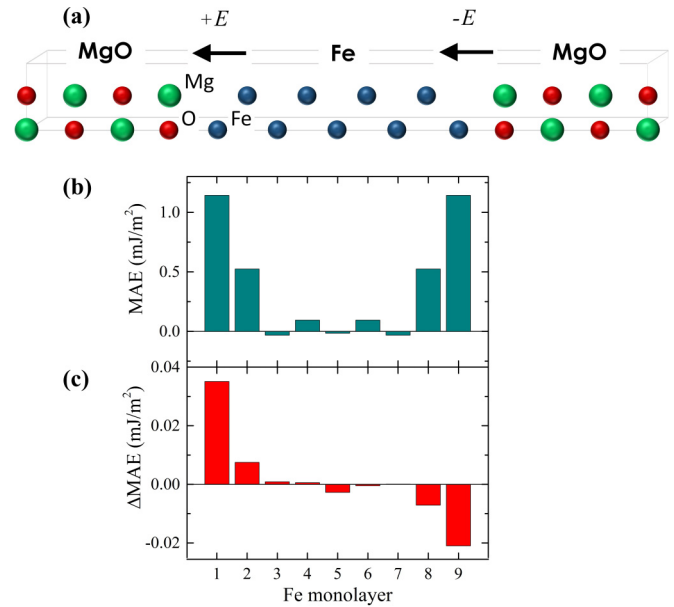 (a)
+E
-E
MgO
Fe
MgO
Mg
O
Fe
(b)
MAE (mJ/m²)
1.0
0.5
0.0
(c)
ΔMAE (mJ/m²)
0.04
0.02
0.00
-0.02
1 2 3 4 5 6 7 8 9
Fe monolayer